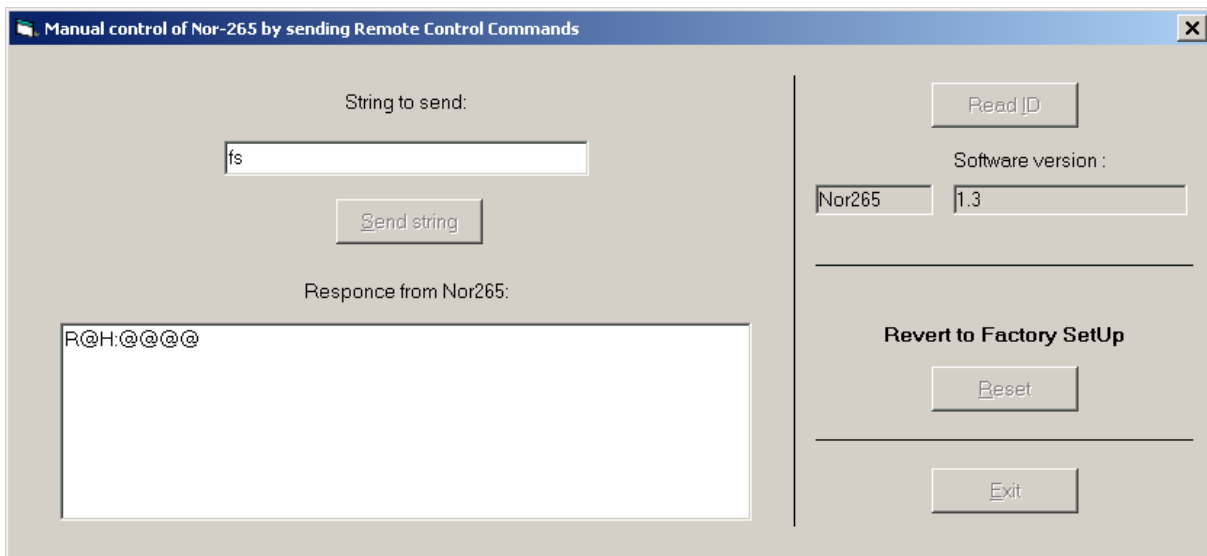 Manual control of Nor-265 by sending Remote Control Commands
String to send:
fs
Send string
Responce from Nor265:
R@H:@@@@
Read ID
Software version :
Nor265 1.3
Revert to Factory SetUp
Reset
Exit